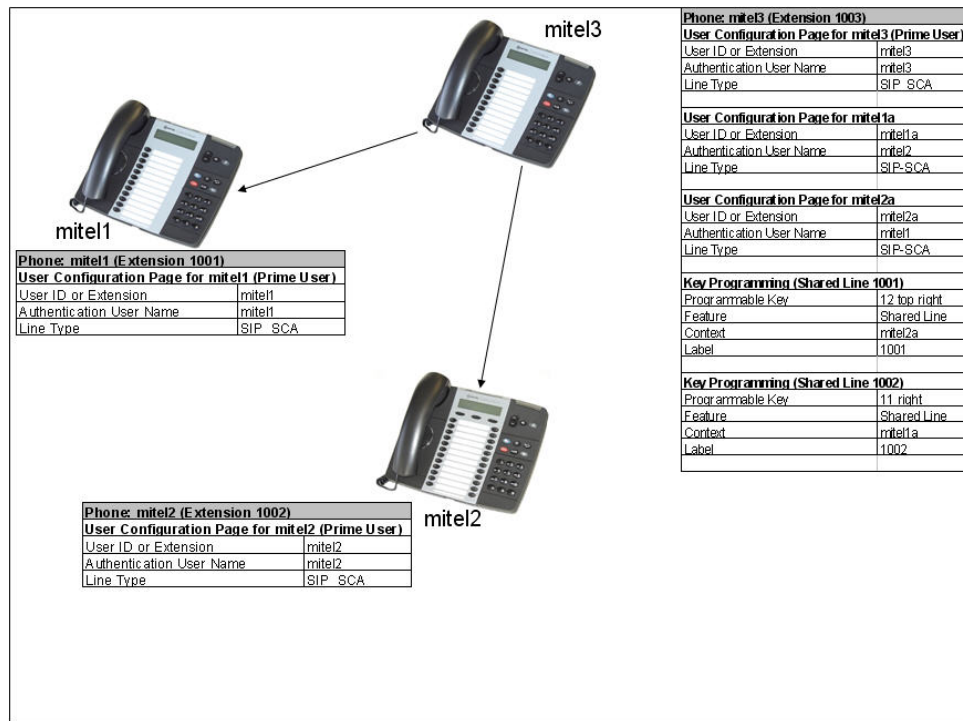 mitel3
mitel1
Phone: mitel1 (Extension 1001)
User Configuration Page for mitel1 (Prime User)
User ID or Extension mitel1
Authentication User Name mitel1
Line Type SIP_SCA
mitel2
Phone: mitel2 (Extension 1002)
User Configuration Page for mitel2 (Prime User)
User ID or Extension mitel2
Authentication User Name mitel2
Line Type SIP_SCA
Phone: mitel3 (Extension 1003)
User Configuration Page for mitel3 (Prime User)
User ID or Extension mitel3
Authentication User Name mitel3
Line Type SIP_SCA
User Configuration Page for mitel1a
User ID or Extension mitel1a
Authentication User Name mitel2
Line Type SIP-SCA
User Configuration Page for mitel2a
User ID or Extension mitel2a
Authentication User Name mitel1
Line Type SIP-SCA
Key Programming (Shared Line 1001)
Programmable Key 12 top right
Feature Shared Line
Context mitel2a
Label 1001
Key Programming (Shared Line 1002)
Programmable Key 11 right
Feature Shared Line
Context mitel1a
Label 1002